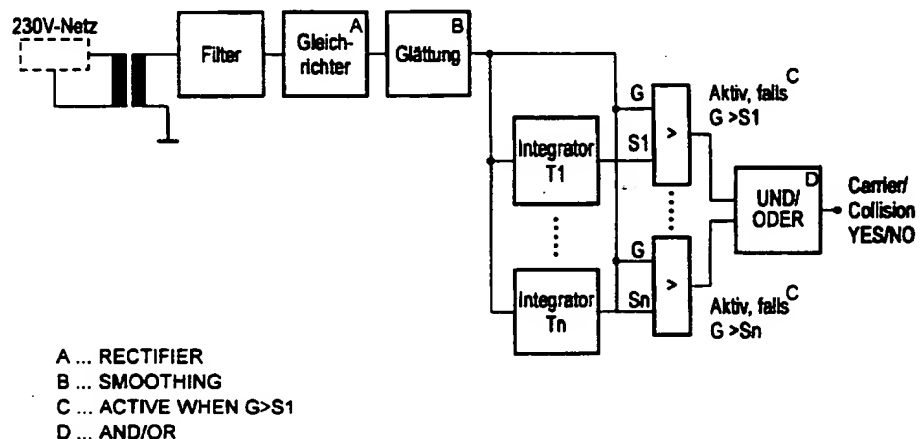 230V-Netz
Filter
A
Gleich-
richter
B
Glättung
G
>
C
Aktiv, falls
G >S1
Integrator
T1
S1
D
UND/
ODER
Carrier/
Collision
YES/NO
G
>
Integrator
Tn
Sn
C
Aktiv, falls
G >Sn
A ... RECTIFIER
B ... SMOOTHING
C ... ACTIVE WHEN G>S1
D ... AND/OR